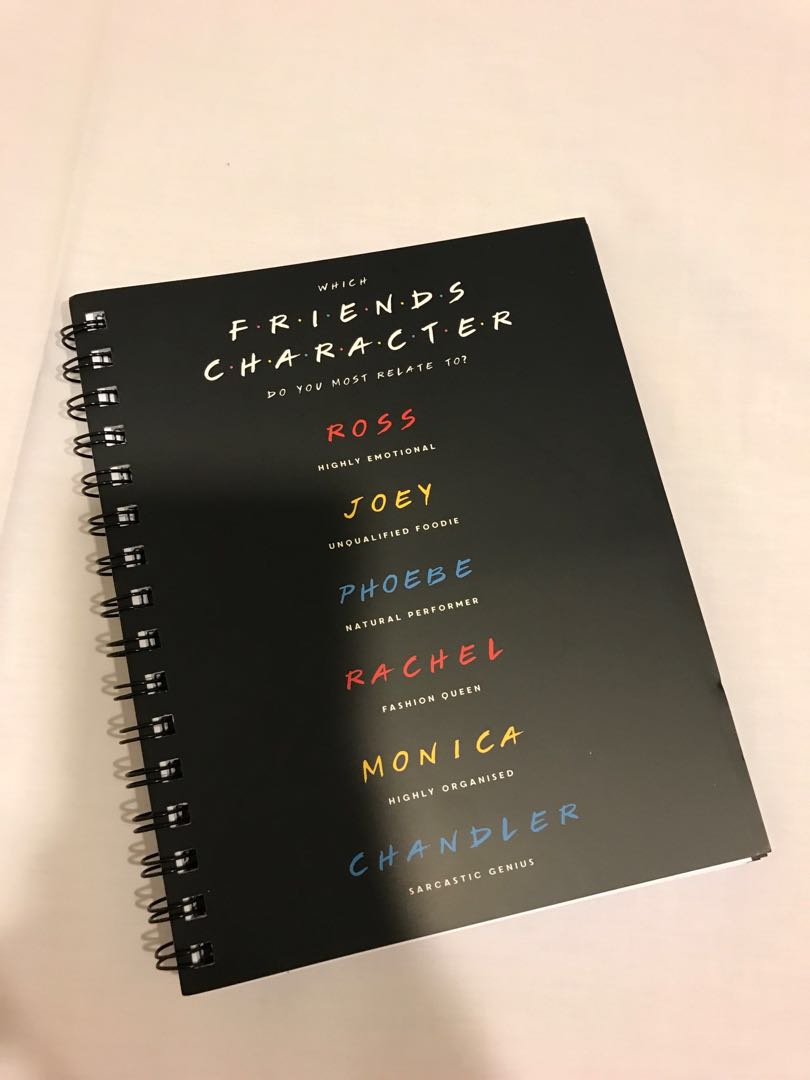 WHICH
F·R·I·E·N·D·S
C·H·A·R·A·C·T·E·R
DO YOU MOST RELATE TO?
ROSS
HIGHLY EMOTIONAL
JOEY
UNQUALIFIED FOODIE
PHOEBE
NATURAL PERFORMER
RACHEL
FASHION QUEEN
MONICA
HIGHLY ORGANISED
CHANDLER
SARCASTIC GENIUS